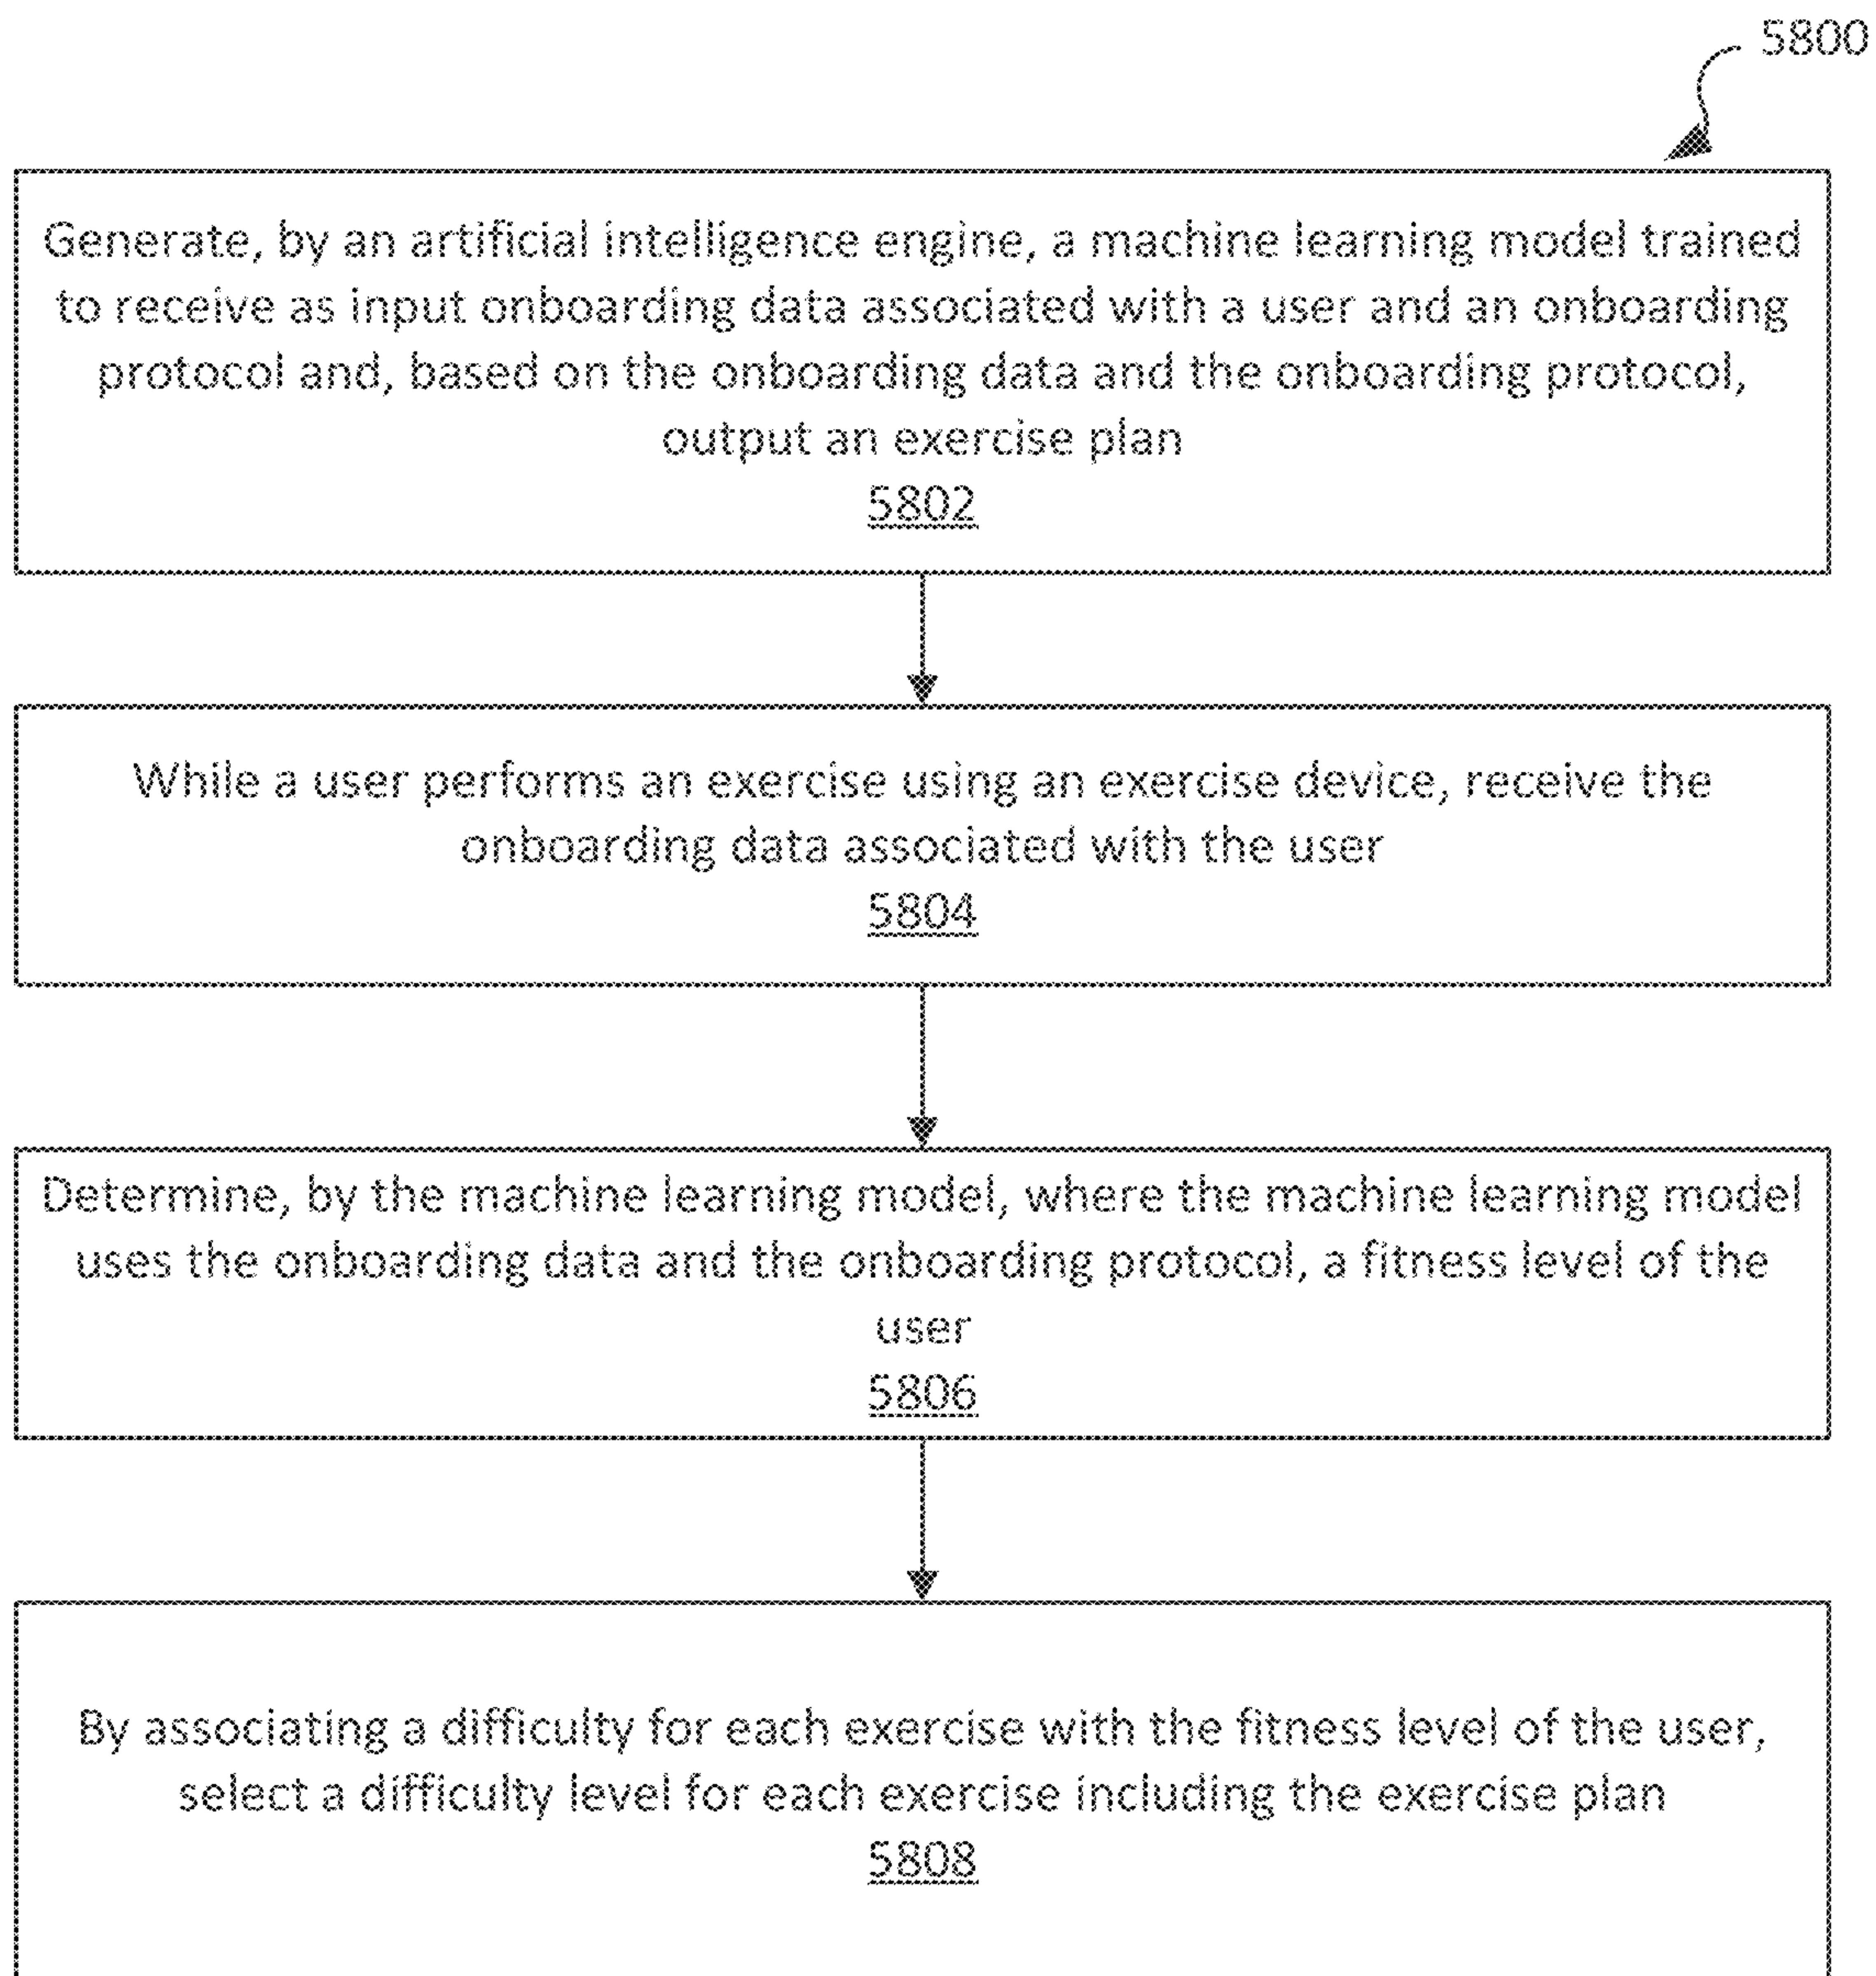 5800
Generate, by an artificial intelligence engine, a machine learning model trained
to receive as input onboarding data associated with a user and an onboarding
protocol and, based on the onboarding data and the onboarding protocol,
output an exercise plan
5802
While a user performs an exercise using an exercise device, receive the
onboarding data associated with the user
5804
Determine, by the machine learning model, where the machine learning model
uses the onboarding data and the onboarding protocol, a fitness level of the
user
5806
By associating a difficulty for each exercise with the fitness level of the user,
select a difficulty level for each exercise including the exercise plan
5808